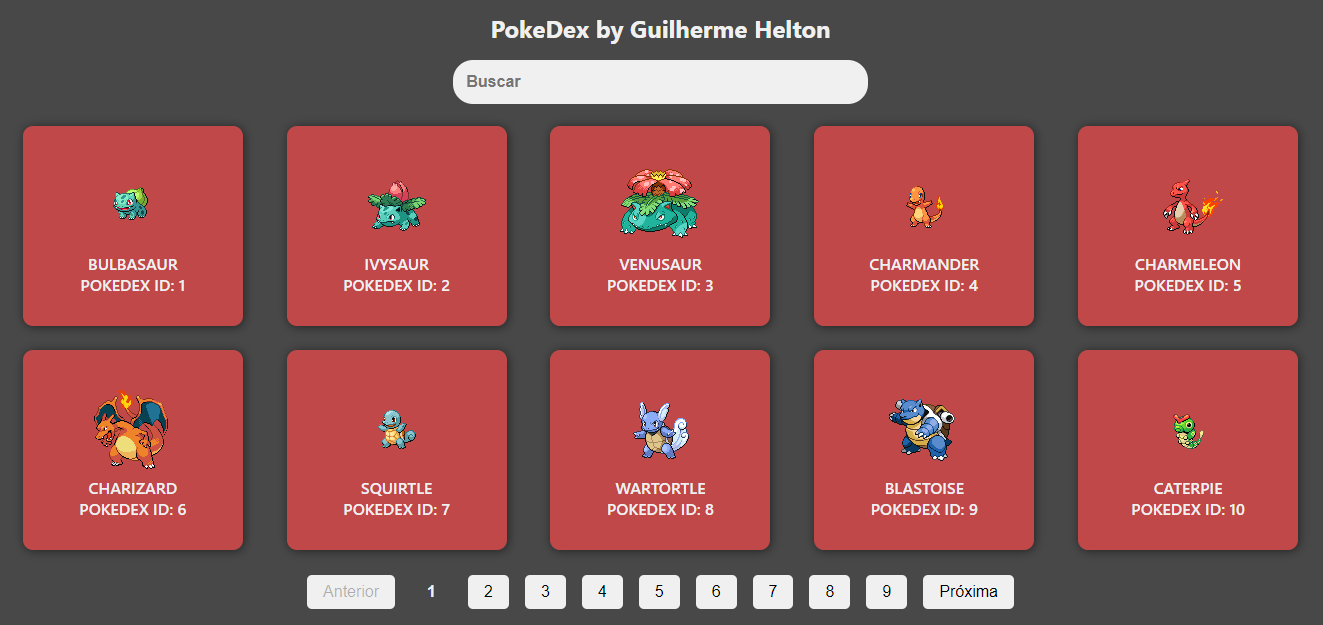 PokeDex by Guilherme Helton
Buscar
BULBASAUR
POKEDEX ID: 1
IVYSAUR
POKEDEX ID: 2
VENUSAUR
POKEDEX ID: 3
CHARMANDER
POKEDEX ID: 4
CHARMELEON
POKEDEX ID: 5
CHARIZARD
POKEDEX ID: 6
SQUIRTLE
POKEDEX ID: 7
WARTORTLE
POKEDEX ID: 8
BLASTOISE
POKEDEX ID: 9
CATERPIE
POKEDEX ID: 10
Anterior 1 2 3 4 5 6 7 8 9 Próxima